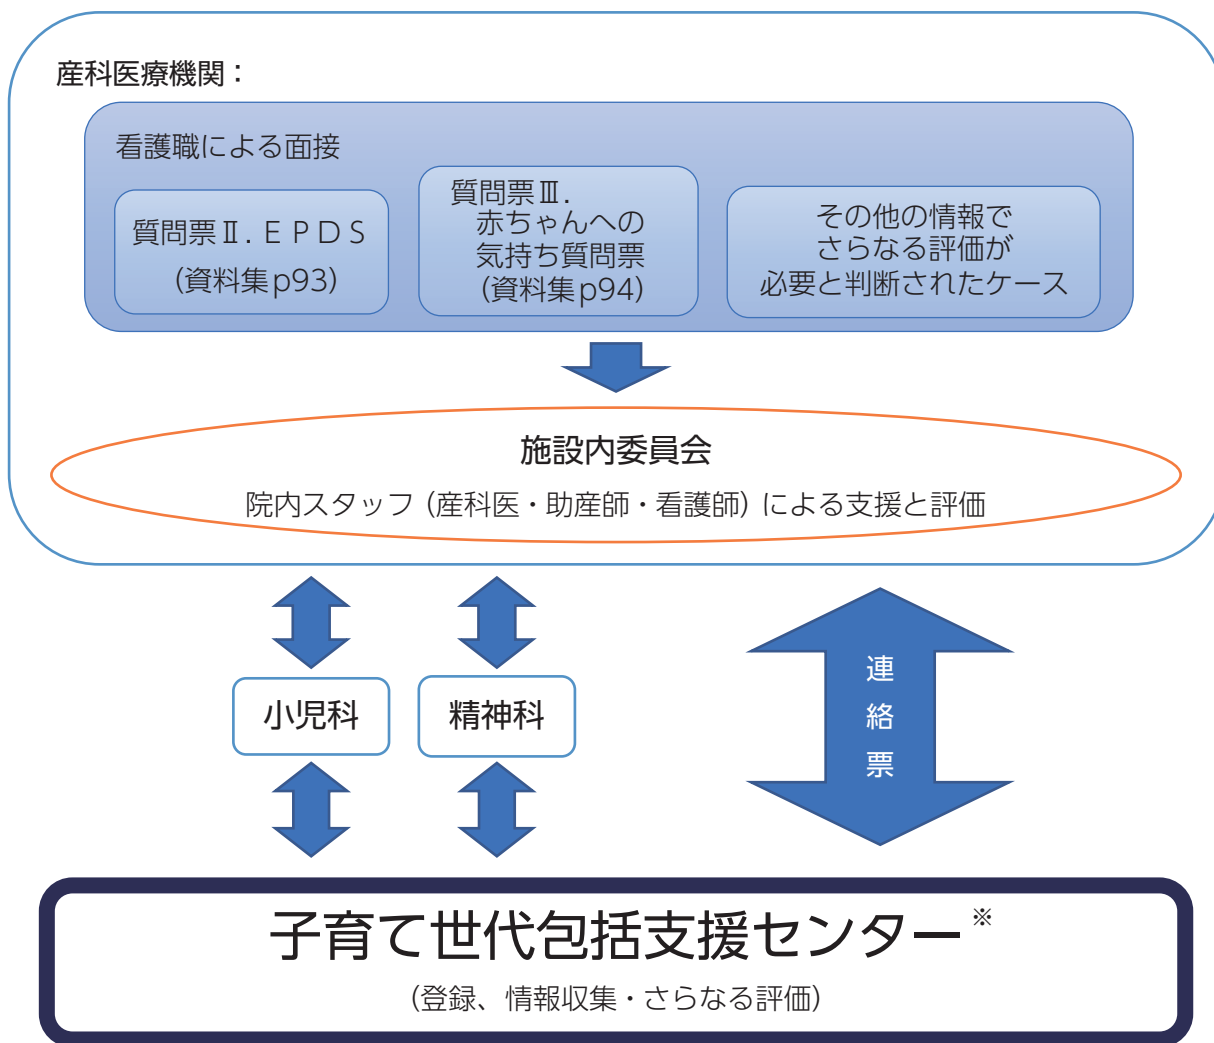 産科医療機関：
看護職による面接
質問票Ⅱ．ＥＰＤＳ
（資料集p93）
質問票Ⅲ．
赤ちゃんへの
気持ち質問票
（資料集p94）
その他の情報で
さらなる評価が
必要と判断されたケース
施設内委員会
院内スタッフ（産科医・助産師・看護師）による支援と評価
小児科
精神科
連
絡
票
子育て世代包括支援センター※
（登録、情報収集・さらなる評価）